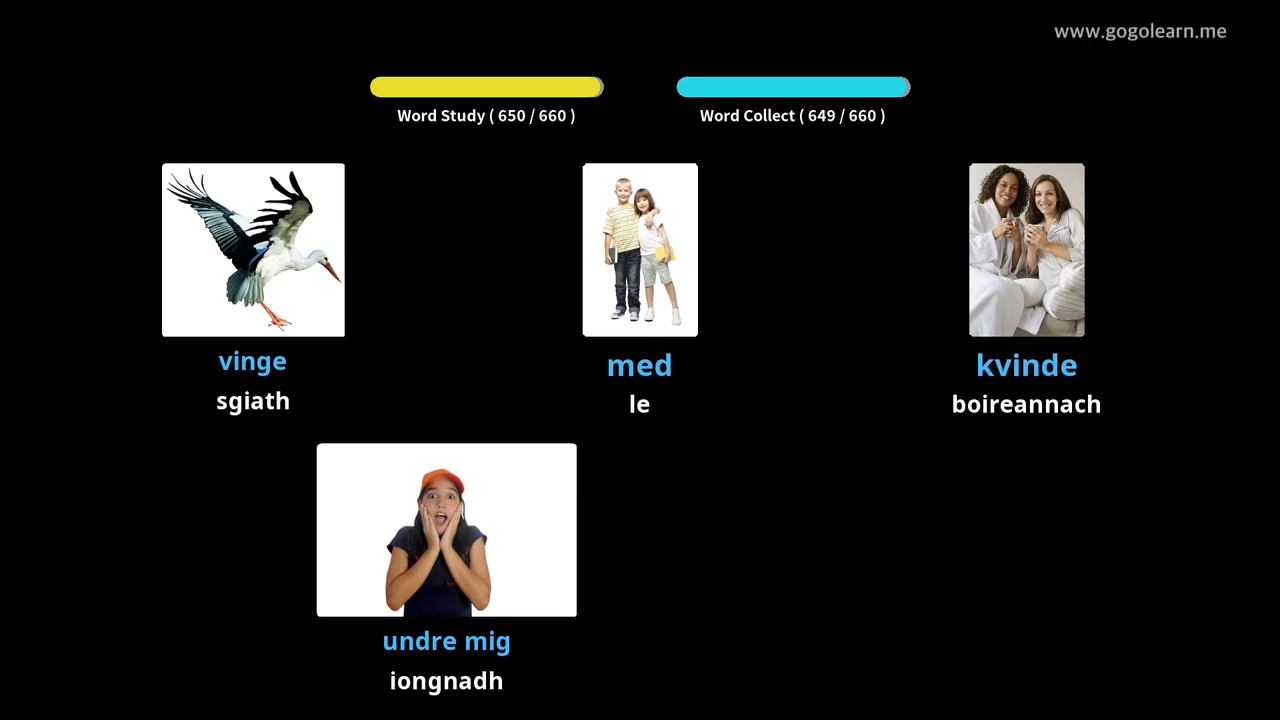 www.gogolearn.me
Word Study ( 650 / 660 )
Word Collect ( 649 / 660 )
vinge
sgiath
med
le
kvinde
boireannach
undre mig
iongnadh